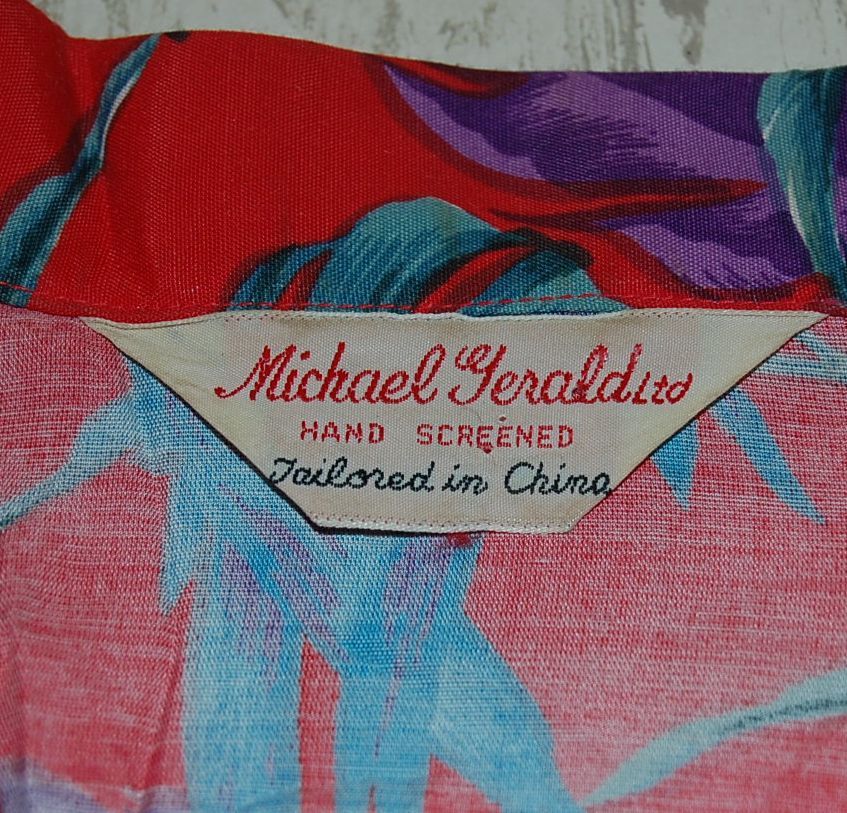 Michael Gerald Ltd
HAND SCREENED
Tailored in China